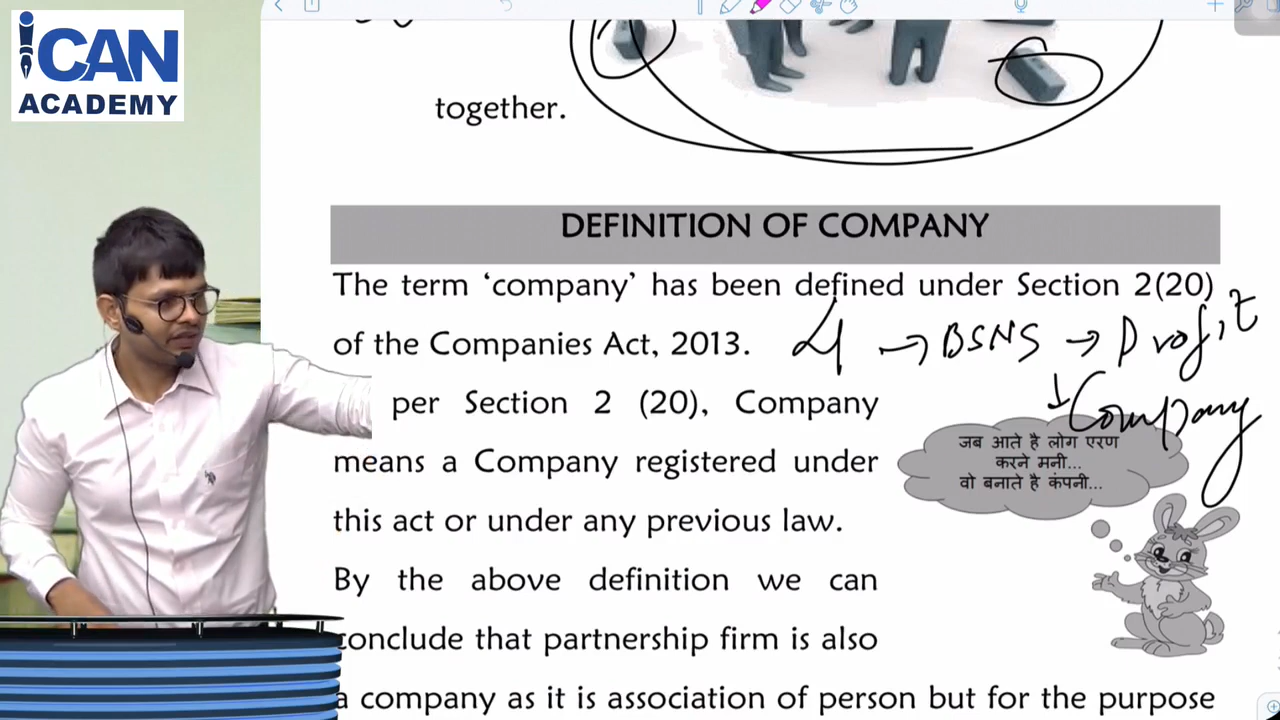 iCAN
ACADEMY
together.
DEFINITION OF COMPANY
The term ‘company’ has been defined under Section 2(20)
of the Companies Act, 2013.
→ BSNS → Profit
↓
Company
per Section 2 (20), Company
means a Company registered under
this act or under any previous law.
By the above definition we can
conclude that partnership firm is also
a company as it is association of person but for the purpose
जब आते है लोग एरण
करने मनी...
वो बनाते है कंपनी...